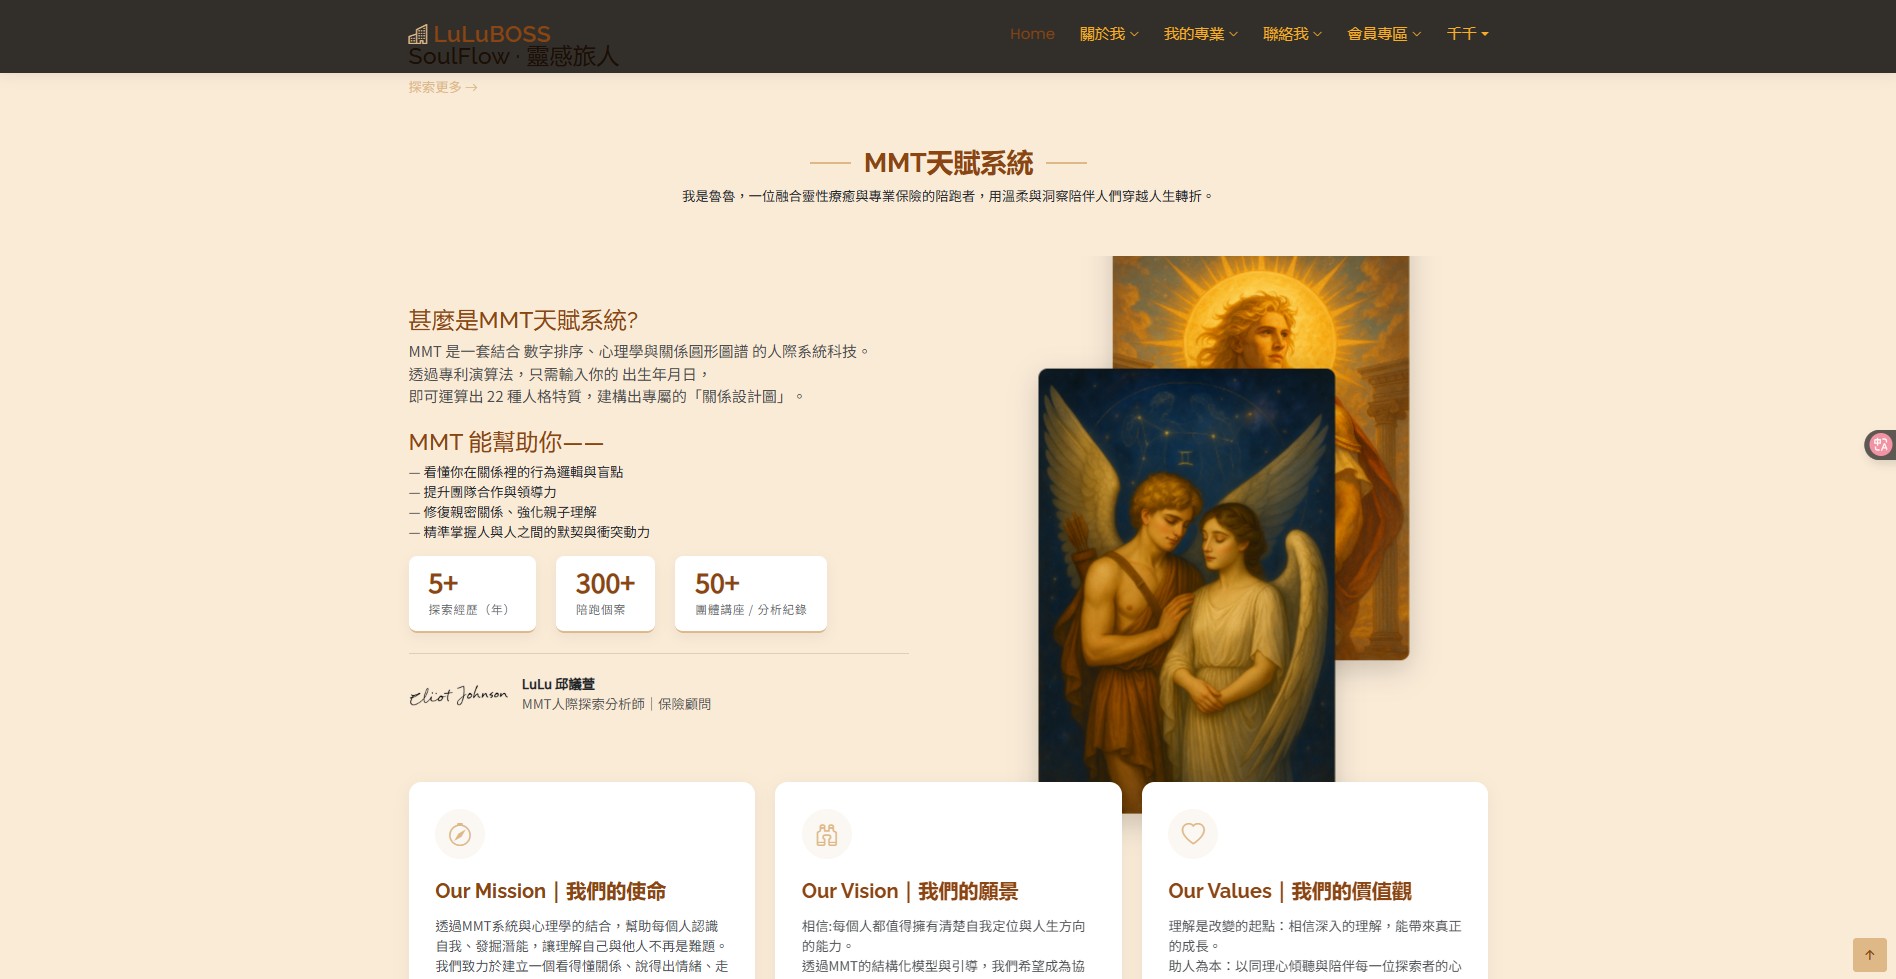 LuLuBOSS
Home 關於我 我的專業 聯絡我 會員專區 千千
SoulFlow · 靈感旅人
探索更多 →
MMT天賦系統
我是魯魯，一位融合靈性療癒與專業保險的陪跑者，用溫柔與洞察陪伴人們穿越人生轉折。
甚麼是MMT天賦系統?
MMT 是一套結合 數字排序、心理學與關係圓形圖譜 的人際系統科技。
透過專利演算法，只需輸入你的 出生年月日，
即可運算出 22 種人格特質，建構出專屬的「關係設計圖」。
MMT 能幫助你——
— 看懂你在關係裡的行為邏輯與盲點
— 提升團隊合作與領導力
— 修復親密關係、強化親子理解
— 精準掌握人與人之間的默契與衝突動力
5+
探索經歷（年）
300+
陪跑個案
50+
團體講座 / 分析紀錄
Eliot Johnson
LuLu 邱議萱
MMT人際探索分析師｜保險顧問
Our Mission｜我們的使命
透過MMT系統與心理學的結合，幫助每個人認識
自我、發掘潛能，讓理解自己與他人不再是難題。
我們致力於建立一個看得懂關係、說得出情緒、走
Our Vision｜我們的願景
相信:每個人都值得擁有清楚自我定位與人生方向
的能力。
透過MMT的結構化模型與引導，我們希望成為協
Our Values｜我們的價值觀
理解是改變的起點：相信深入的理解，能帶來真正
的成長。
助人為本：以同理心傾聽與陪伴每一位探索者的心